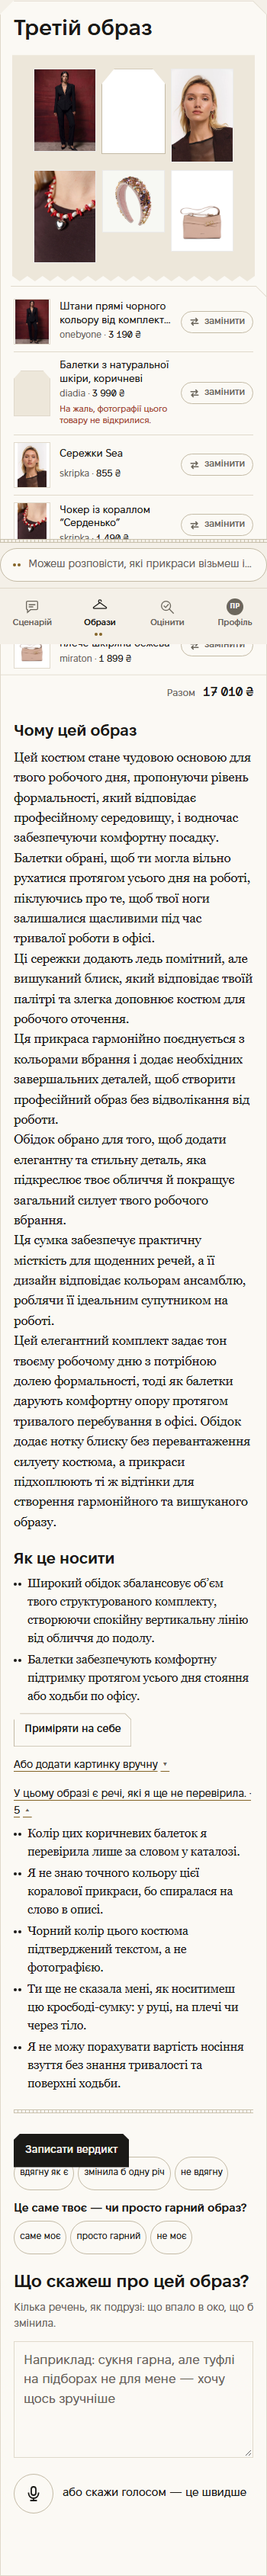 Третій образ
Штани прямі чорного
кольору від комплект…
onebyone · 3 190 ₴
замінити
Балетки з натуральної
шкіри, коричневі
diadia · 3 990 ₴
На жаль, фотографії цього
товару не відкрилися.
замінити
Сережки Sea
skripka · 855 ₴
замінити
Чокер із кораллом
"Серденько"
skripka · 1 490 ₴
замінити
Можеш розповісти, які прикраси візьмеш і…
Сценарій
Образи
Оцінити
ПР
Профіль
плече Шкіряна бежева
miraton · 1 899 ₴
замінити
Разом 17 010 ₴
Чому цей образ
Цей костюм стане чудовою основою для
твого робочого дня, пропонуючи рівень
формальності, який відповідає
професійному середовищу, і водночас
забезпечуючи комфортну посадку.
Балетки обрані, щоб ти могла вільно
рухатися протягом усього дня на роботі,
піклуючись про те, щоб твої ноги
залишалися щасливими під час
тривалої роботи в офісі.
Ці сережки додають ледь помітний, але
вишуканий блиск, який відповідає твоїй
палітрі та злегка доповнює костюм для
робочого оточення.
Ця прикраса гармонійно поєднується з
кольорами вбрання і додає необхідних
завершальних деталей, щоб створити
професійний образ без відволікання від
роботи.
Обідок обрано для того, щоб додати
елегантну та стильну деталь, яка
підкреслює твоє обличчя й покращує
загальний силует твого робочого
вбрання.
Ця сумка забезпечує практичну
місткість для щоденних речей, а її
дизайн відповідає кольорам ансамблю,
роблячи її ідеальним супутником на
роботі.
Цей елегантний комплект задає тон
твоєму робочому дню з потрібною
долею формальності, тоді як балетки
дарують комфортну опору протягом
тривалого перебування в офісі. Обідок
додає нотку блиску без перевантаження
силуету костюма, а прикраси
підхоплюють ті ж відтінки для
створення гармонійного та вишуканого
образу.
Як це носити
Широкий обідок збалансовує об'єм
твого структурованого комплекту,
створюючи спокійну вертикальну лінію
від обличчя до подолу.
Балетки забезпечують комфортну
підтримку протягом усього дня стояння
або ходьби по офісу.
Приміряти на себе
Або додати картинку вручну
У цьому образі є речі, які я ще не перевірила. ·
5
Колір цих коричневих балеток я
перевірила лише за словом у каталозі.
Я не знаю точного кольору цієї
коралової прикраси, бо спиралася на
слово в описі.
Чорний колір цього костюма
підтверджений текстом, а не
фотографією.
Ти ще не сказала мені, як носитимеш
цю кросбоді-сумку: у руці, на плечі чи
через тіло.
Я не можу порахувати вартість носіння
взуття без знання тривалості та
поверхні ходьби.
Записати вердикт
вдягну як є
змінила б одну річ
не вдягну
Це саме твоє — чи просто гарний образ?
саме моє
просто гарний
не моє
Що скажеш про цей образ?
Кілька речень, як подрузі: що впало в око, що б
змінила.
Наприклад: сукня гарна, але туфлі
на підборах не для мене — хочу
щось зручніше
або скажи голосом — це швидше